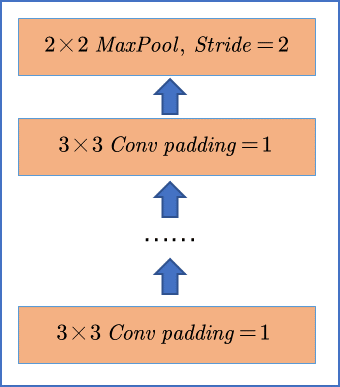 2×2 MaxPool, Stride=2
3×3 Conv padding=1
……
3×3 Conv padding=1